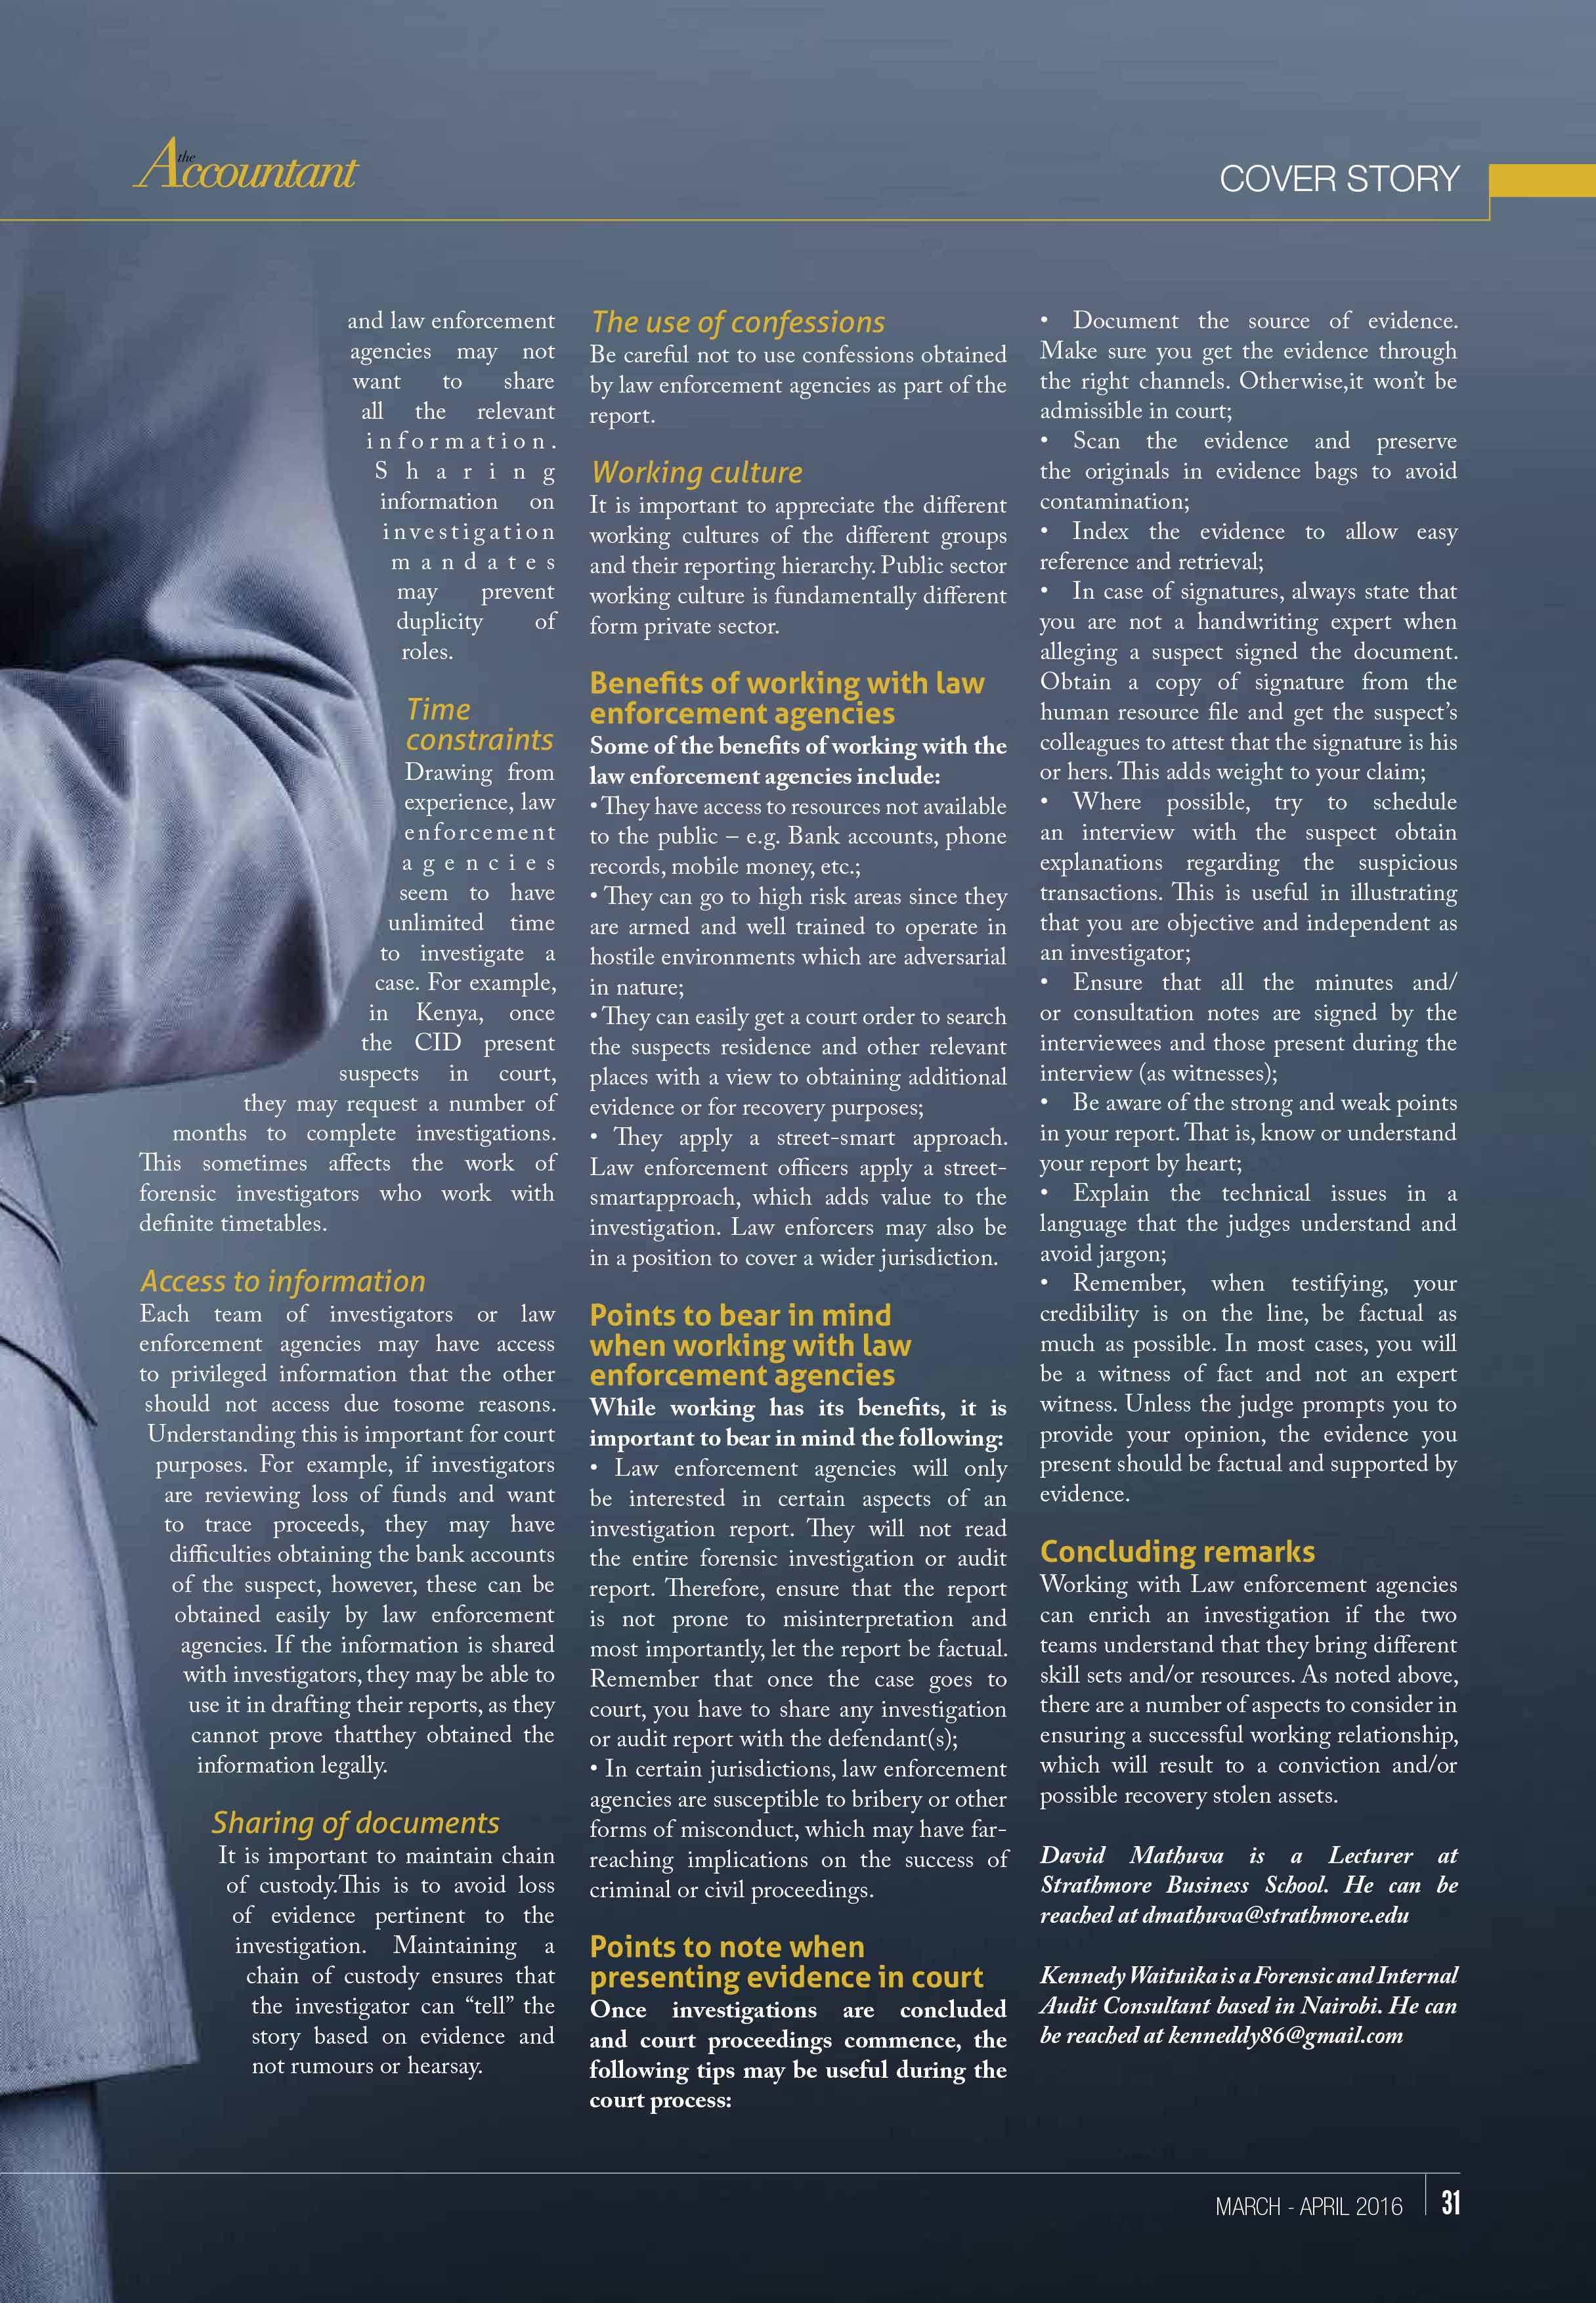 the
Accountant
COVER STORY
and law enforcement
agencies may not
want to share
all the relevant
information.
Sharing
information on
investigation
mandates
may prevent
duplicity of
roles.
Time
constraints
Drawing from
experience, law
enforcement
agencies
seem to have
unlimited time
to investigate a
case. For example,
in Kenya, once
the CID present
suspects in court,
they may request a number of
months to complete investigations.
This sometimes affects the work of
forensic investigators who work with
definite timetables.
Access to information
Each team of investigators or law
enforcement agencies may have access
to privileged information that the other
should not access due tosome reasons.
Understanding this is important for court
purposes. For example, if investigators
are reviewing loss of funds and want
to trace proceeds, they may have
difficulties obtaining the bank accounts
of the suspect, however, these can be
obtained easily by law enforcement
agencies. If the information is shared
with investigators, they may be able to
use it in drafting their reports, as they
cannot prove thatthey obtained the
information legally.
Sharing of documents
It is important to maintain chain
of custody.This is to avoid loss
of evidence pertinent to the
investigation. Maintaining a
chain of custody ensures that
the investigator can “tell” the
story based on evidence and
not rumours or hearsay.
The use of confessions
Be careful not to use confessions obtained
by law enforcement agencies as part of the
report.
Working culture
It is important to appreciate the different
working cultures of the different groups
and their reporting hierarchy. Public sector
working culture is fundamentally different
form private sector.
Benefits of working with law
enforcement agencies
Some of the benefits of working with the
law enforcement agencies include:
• They have access to resources not available
to the public – e.g. Bank accounts, phone
records, mobile money, etc.;
• They can go to high risk areas since they
are armed and well trained to operate in
hostile environments which are adversarial
in nature;
• They can easily get a court order to search
the suspects residence and other relevant
places with a view to obtaining additional
evidence or for recovery purposes;
• They apply a street-smart approach.
Law enforcement officers apply a street-
smartapproach, which adds value to the
investigation. Law enforcers may also be
in a position to cover a wider jurisdiction.
Points to bear in mind
when working with law
enforcement agencies
While working has its benefits, it is
important to bear in mind the following:
• Law enforcement agencies will only
be interested in certain aspects of an
investigation report. They will not read
the entire forensic investigation or audit
report. Therefore, ensure that the report
is not prone to misinterpretation and
most importantly, let the report be factual.
Remember that once the case goes to
court, you have to share any investigation
or audit report with the defendant(s);
• In certain jurisdictions, law enforcement
agencies are susceptible to bribery or other
forms of misconduct, which may have far-
reaching implications on the success of
criminal or civil proceedings.
Points to note when
presenting evidence in court
Once investigations are concluded
and court proceedings commence, the
following tips may be useful during the
court process:
• Document the source of evidence.
Make sure you get the evidence through
the right channels. Otherwise,it won’t be
admissible in court;
• Scan the evidence and preserve
the originals in evidence bags to avoid
contamination;
• Index the evidence to allow easy
reference and retrieval;
• In case of signatures, always state that
you are not a handwriting expert when
alleging a suspect signed the document.
Obtain a copy of signature from the
human resource file and get the suspect’s
colleagues to attest that the signature is his
or hers. This adds weight to your claim;
• Where possible, try to schedule
an interview with the suspect obtain
explanations regarding the suspicious
transactions. This is useful in illustrating
that you are objective and independent as
an investigator;
• Ensure that all the minutes and/
or consultation notes are signed by the
interviewees and those present during the
interview (as witnesses);
• Be aware of the strong and weak points
in your report. That is, know or understand
your report by heart;
• Explain the technical issues in a
language that the judges understand and
avoid jargon;
• Remember, when testifying, your
credibility is on the line, be factual as
much as possible. In most cases, you will
be a witness of fact and not an expert
witness. Unless the judge prompts you to
provide your opinion, the evidence you
present should be factual and supported by
evidence.
Concluding remarks
Working with Law enforcement agencies
can enrich an investigation if the two
teams understand that they bring different
skill sets and/or resources. As noted above,
there are a number of aspects to consider in
ensuring a successful working relationship,
which will result to a conviction and/or
possible recovery stolen assets.
David Mathuva is a Lecturer at
Strathmore Business School. He can be
reached at dmathuva@strathmore.edu
Kennedy Waituika is a Forensic and Internal
Audit Consultant based in Nairobi. He can
be reached at kenneddy86@gmail.com
MARCH - APRIL 2016 31